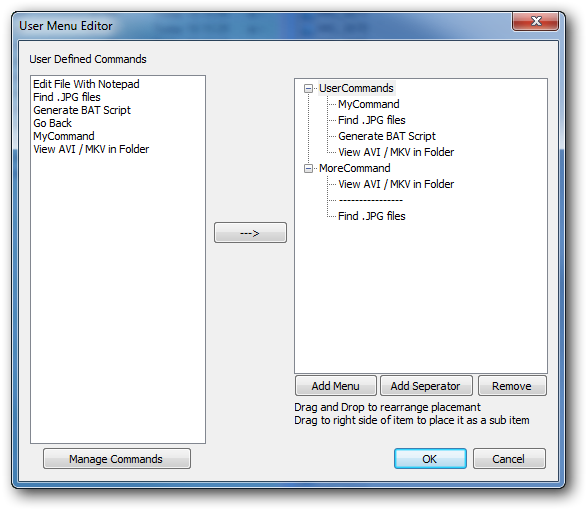 User Menu Editor
User Defined Commands
Edit File With Notepad
Find .JPG files
Generate BAT Script
Go Back
MyCommand
View AVI / MKV in Folder
--->
UserCommands
MyCommand
Find .JPG files
Generate BAT Script
View AVI / MKV in Folder
MoreCommand
View AVI / MKV in Folder
----------------
Find .JPG files
Add Menu
Add Seperator
Remove
Drag and Drop to rearrange placemant
Drag to right side of item to place it as a sub item
Manage Commands
OK
Cancel